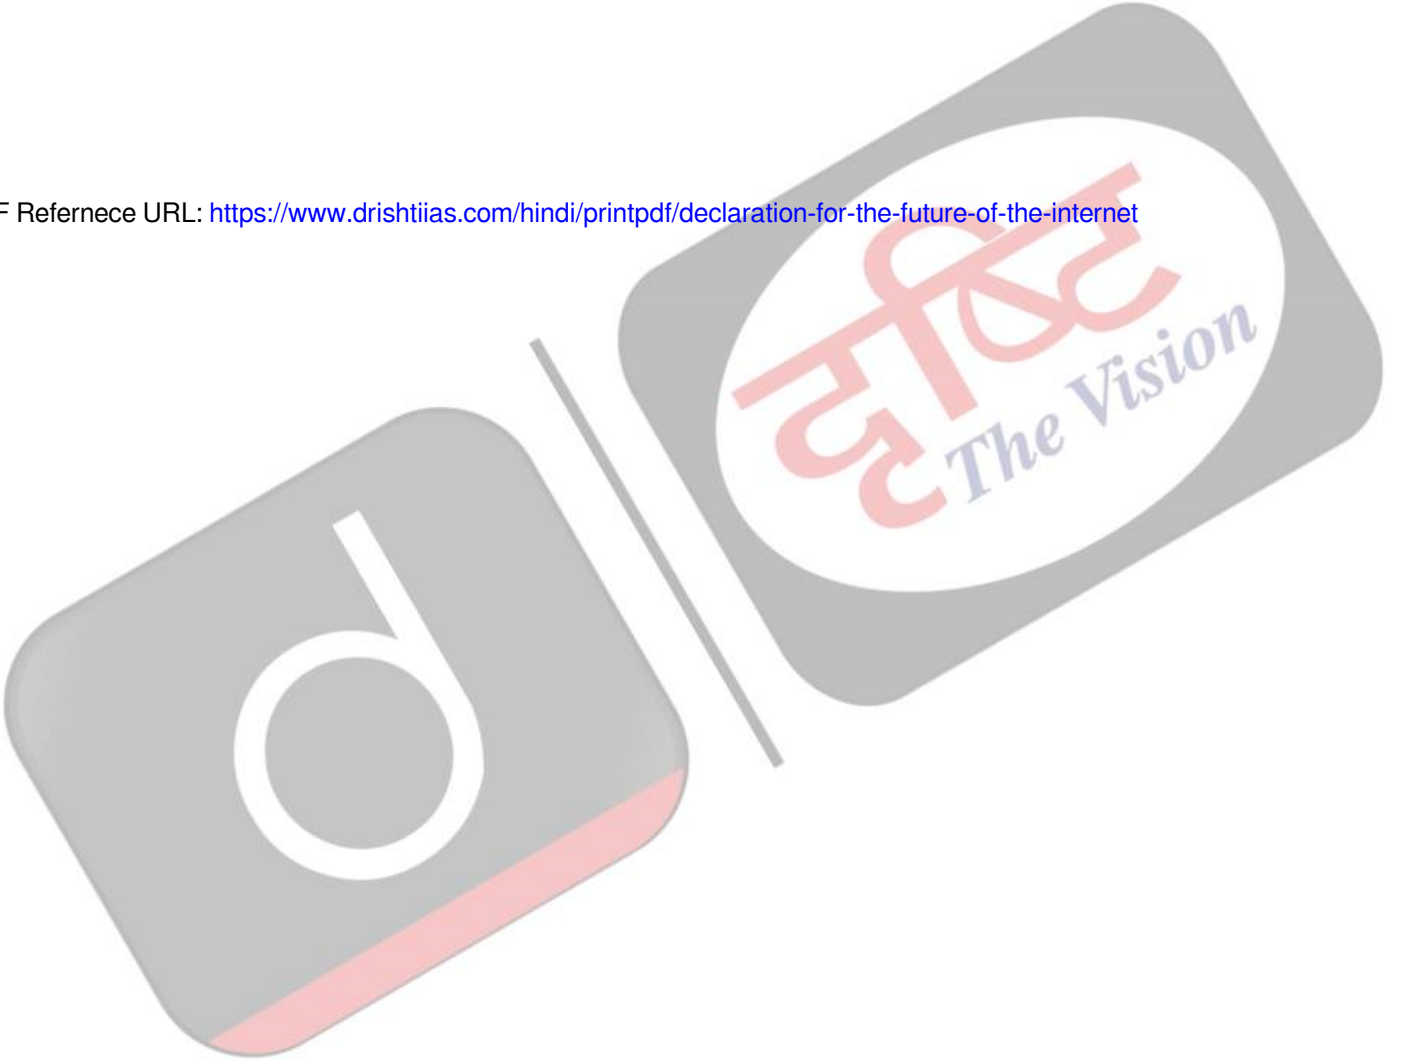 F Refernece URL: https://www.drishtiias.com/hindi/printpdf/declaration-for-the-future-of-the-internet
दृष्टि
The Vision
d